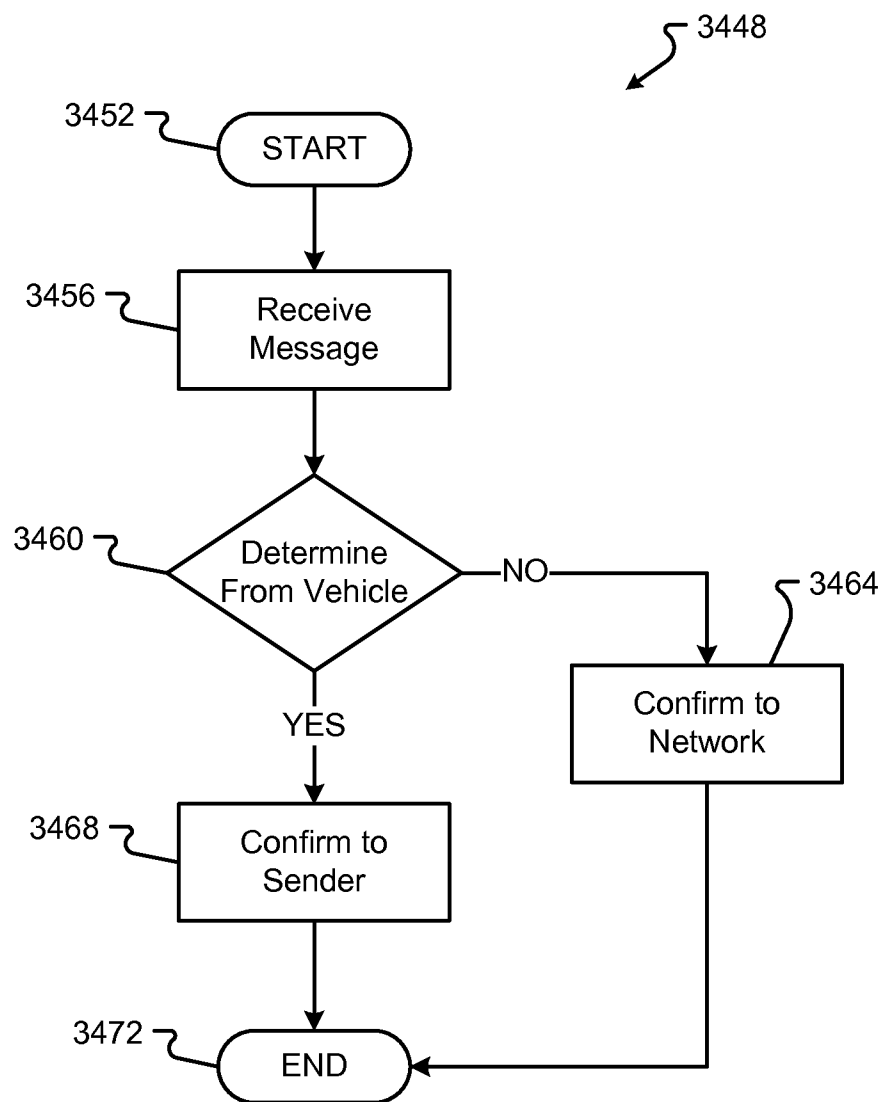 3448
3452
START
3456
Receive
Message
3460
Determine
From Vehicle
NO
3464
Confirm to
Network
YES
3468
Confirm to
Sender
3472
END